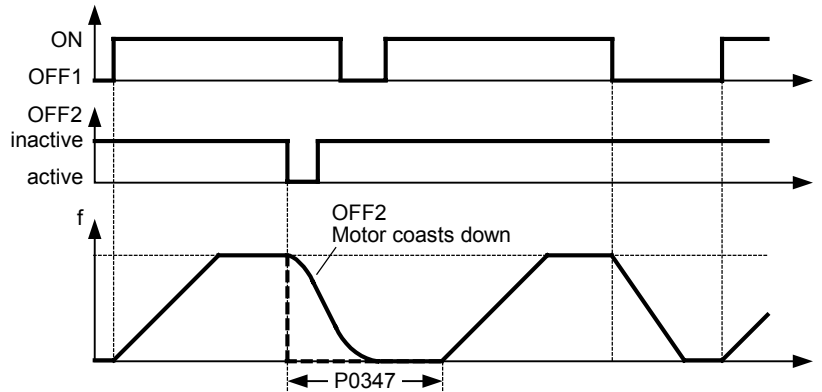 ON
OFF1
OFF2
inactive
active
f
OFF2
Motor coasts down
P0347